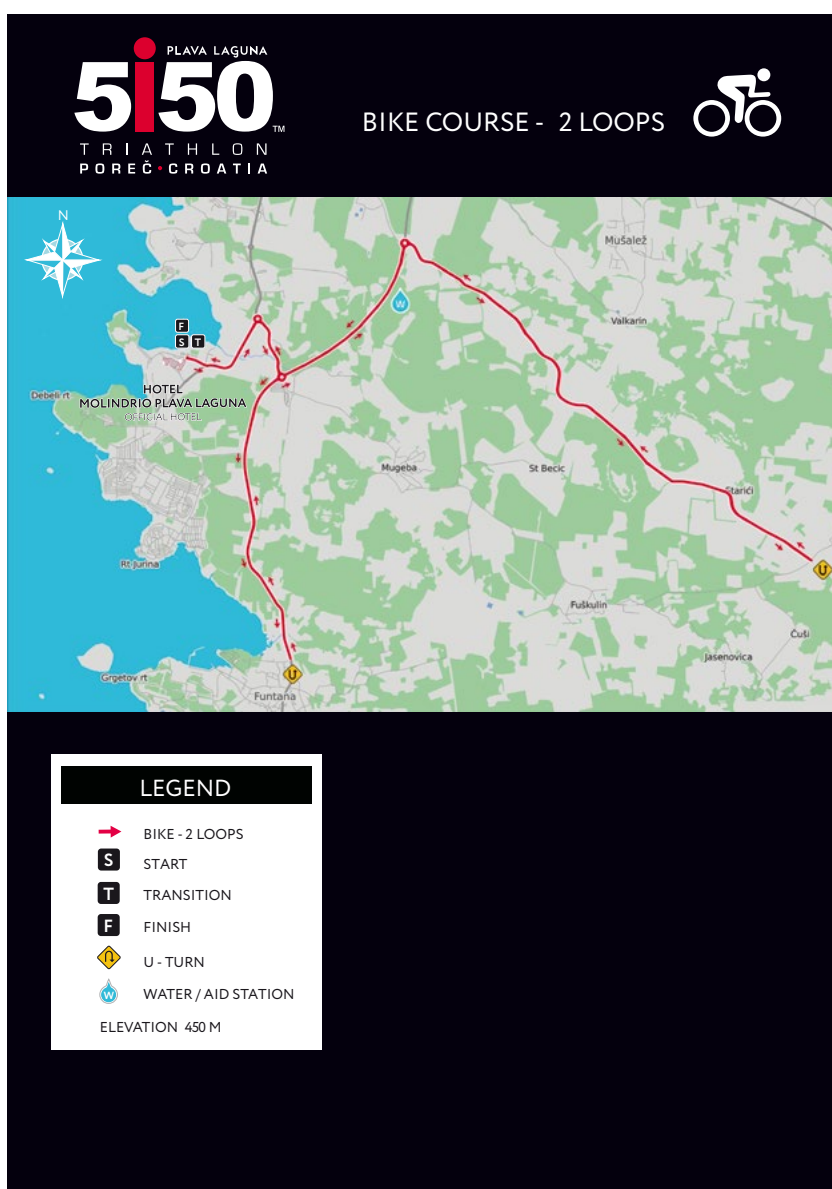 PLAVA LAGUNA
5i50
TM
TRIATHLON
POREČ•CROATIA
BIKE COURSE - 2 LOOPS
N
Mušalež
W
F
S T
Valkarin
HOTEL
MOLINDRIO PLAVA LAGUNA
OFFICIAL HOTEL
Debeli rt
Mugeba
St Becic
Starići
Rt Jurina
Fuškulin
Čuši
Jasenovica
Grgetov rt
Funtana
LEGEND
BIKE - 2 LOOPS
S START
T TRANSITION
F FINISH
U - TURN
W WATER / AID STATION
ELEVATION 450 M